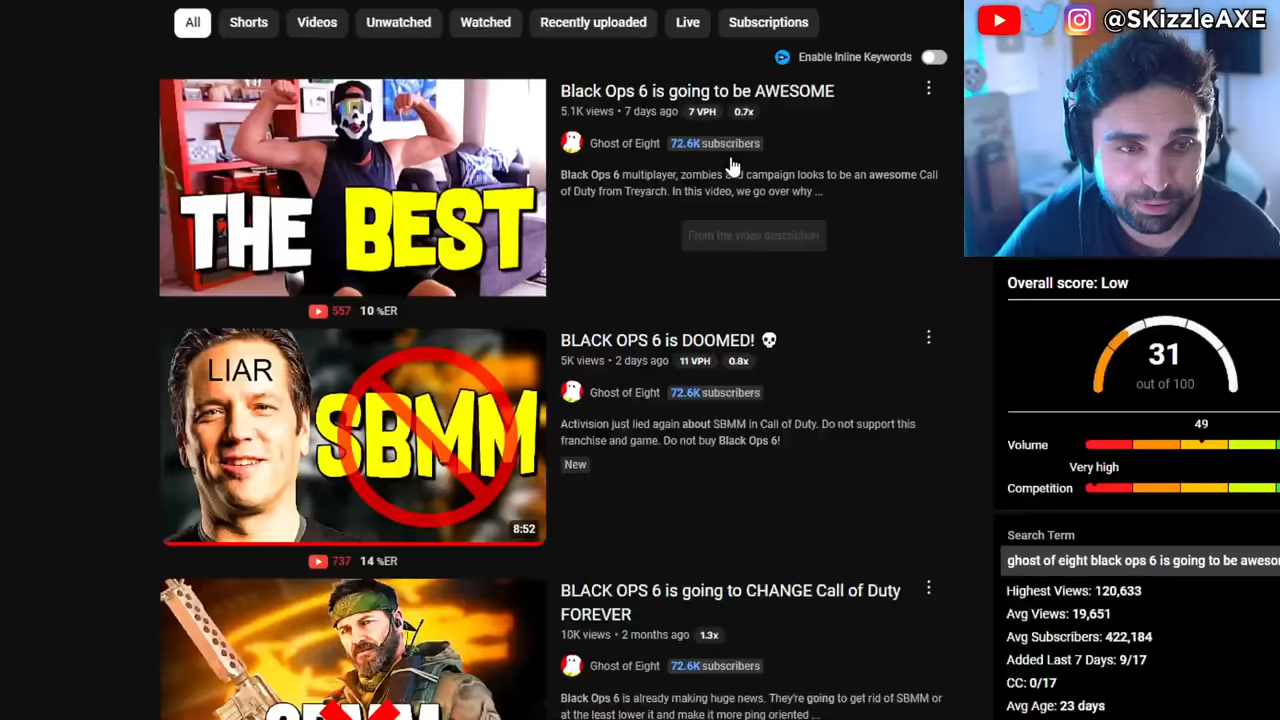 All
Shorts
Videos
Unwatched
Watched
Recently uploaded
Live
Subscriptions
@SKizzleAXE
Enable Inline Keywords
THE BEST
Black Ops 6 is going to be AWESOME
5.1K views • 7 days ago 7 VPH 0.7x
Ghost of Eight 72.6K subscribers
Black Ops 6 multiplayer, zombies campaign looks to be an awesome Call
of Duty from Treyarch. In this video, we go over why ...
From the video description
557 10 %ER
LIAR
SBMM
8:52
BLACK OPS 6 is DOOMED! 💀
5K views • 2 days ago 11 VPH 0.8x
Ghost of Eight 72.6K subscribers
Activision just lied again about SBMM in Call of Duty. Do not support this
franchise and game. Do not buy Black Ops 6!
New
737 14 %ER
SBMM
BLACK OPS 6 is going to CHANGE Call of Duty
FOREVER
10K views • 2 months ago 1.3x
Ghost of Eight 72.6K subscribers
Black Ops 6 is already making huge news. They're going to get rid of SBMM or
at the least lower it and make it more ping oriented ...
Overall score: Low
31
out of 100
49
Volume
Very high
Competition
Search Term
ghost of eight black ops 6 is going to be aweso
Highest Views: 120,633
Avg Views: 19,651
Avg Subscribers: 422,184
Added Last 7 Days: 9/17
CC: 0/17
Avg Age: 23 days